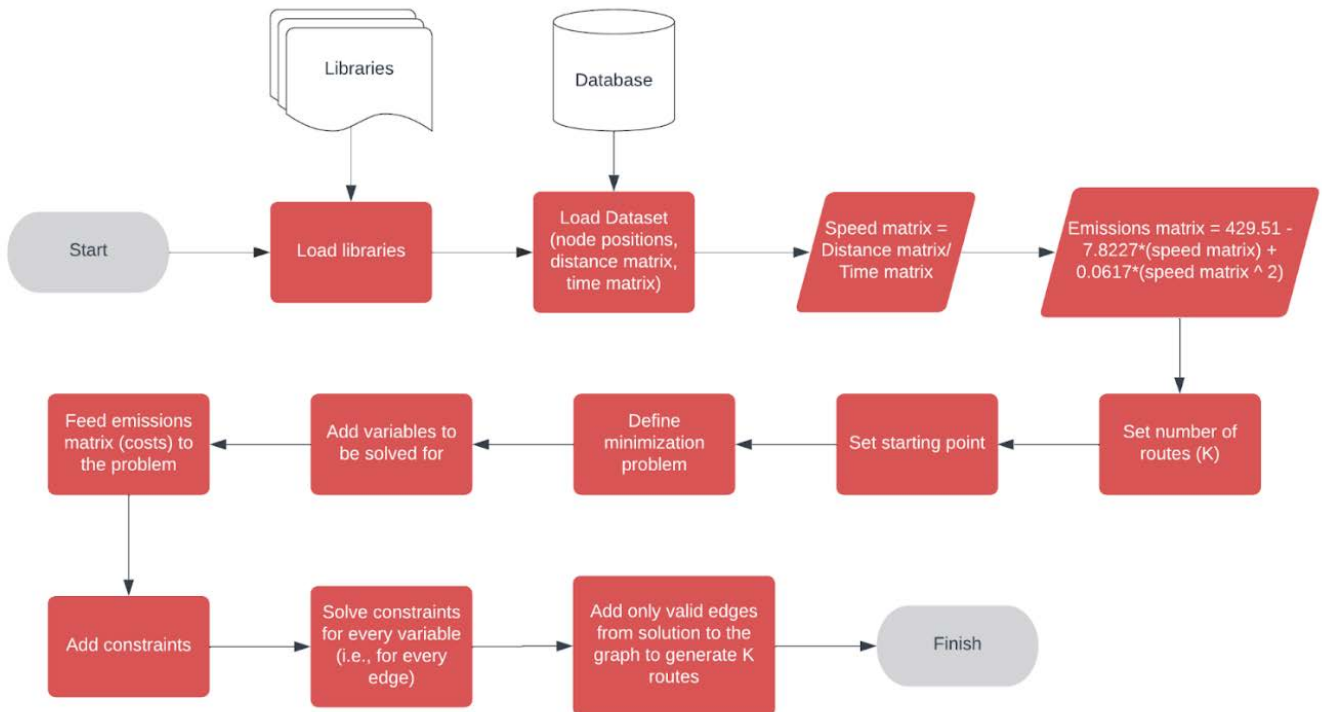 Libraries
Database
Start
Load libraries
Load Dataset
(node positions,
distance matrix,
time matrix)
Speed matrix =
Distance matrix/
Time matrix
Emissions matrix = 429.51 -
7.8227*(speed matrix) +
0.0617*(speed matrix ^ 2)
Feed emissions
matrix (costs) to
the problem
Add variables to
be solved for
Define
minimization
problem
Set starting point
Set number of
routes (K)
Add constraints
Solve constraints
for every variable
(i.e., for every
edge)
Add only valid edges
from solution to the
graph to generate K
routes
Finish